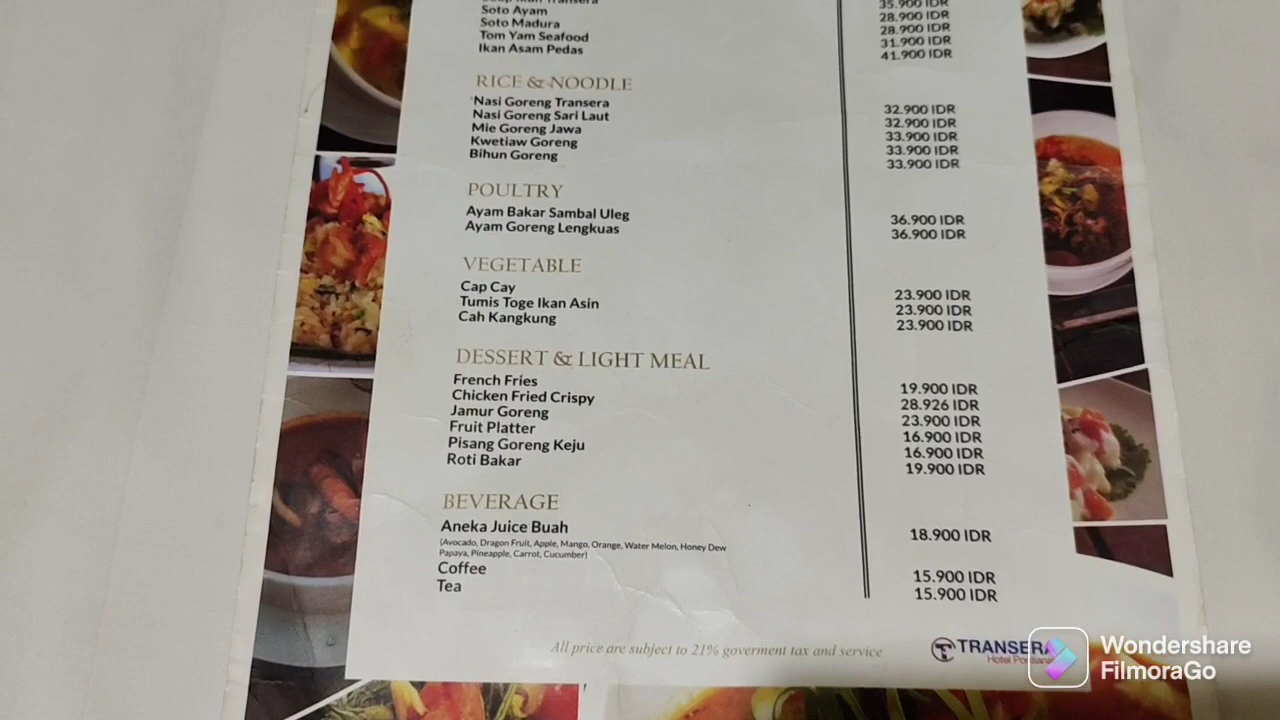 Soto Ayam
Soto Madura
Tom Yam Seafood
Ikan Asam Pedas
35.900 IDR
28.900 IDR
28.900 IDR
31.900 IDR
41.900 IDR
RICE & NOODLE
Nasi Goreng Transera
Nasi Goreng Sari Laut
Mie Goreng Jawa
Kwetiaw Goreng
Bihun Goreng
32.900 IDR
32.900 IDR
33.900 IDR
33.900 IDR
33.900 IDR
POULTRY
Ayam Bakar Sambal Uleg
Ayam Goreng Lengkuas
36.900 IDR
36.900 IDR
VEGETABLE
Cap Cay
Tumis Toge Ikan Asin
Cah Kangkung
23.900 IDR
23.900 IDR
23.900 IDR
DESSERT & LIGHT MEAL
French Fries
Chicken Fried Crispy
Jamur Goreng
Fruit Platter
Pisang Goreng Keju
Roti Bakar
19.900 IDR
28.926 IDR
23.900 IDR
16.900 IDR
16.900 IDR
19.900 IDR
BEVERAGE
Aneka Juice Buah
(Avocado, Dragon Fruit, Apple, Mango, Orange, Water Melon, Honey Dew
Papaya, Pineapple, Carrot, Cucumber)
Coffee
Tea
18.900 IDR
15.900 IDR
15.900 IDR
All price are subject to 21% goverment tax and service
TRANSERA
Hotel
Wondershare
FilmoraGo